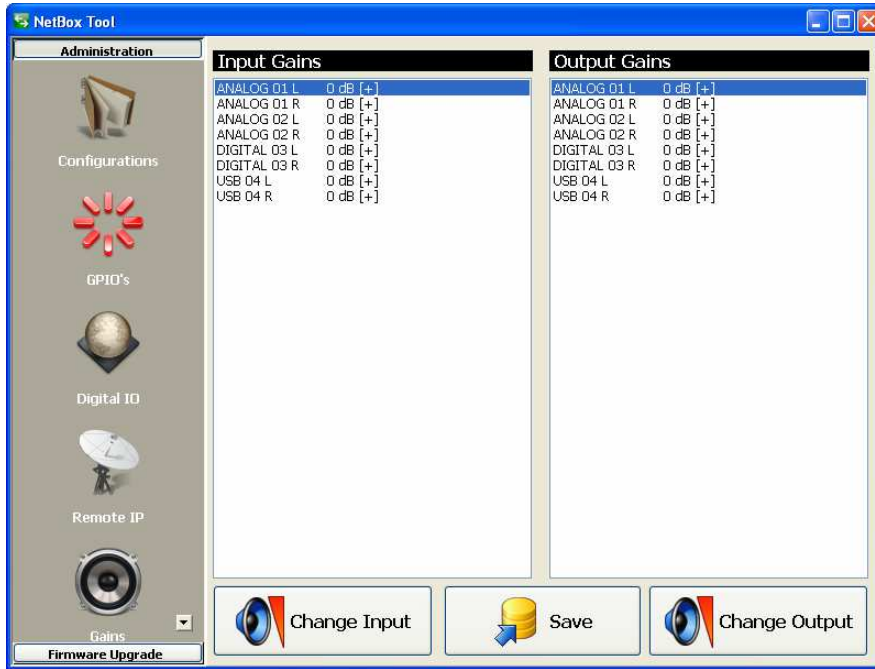 NetBox Tool
Administration
Configurations
GPIO's
Digital IO
Remote IP
Gains
Firmware Upgrade
Input Gains
ANALOG 01 L 0 dB [+]
ANALOG 01 R 0 dB [+]
ANALOG 02 L 0 dB [+]
ANALOG 02 R 0 dB [+]
DIGITAL 03 L 0 dB [+]
DIGITAL 03 R 0 dB [+]
USB 04 L 0 dB [+]
USB 04 R 0 dB [+]
Output Gains
ANALOG 01 L 0 dB [+]
ANALOG 01 R 0 dB [+]
ANALOG 02 L 0 dB [+]
ANALOG 02 R 0 dB [+]
DIGITAL 03 L 0 dB [+]
DIGITAL 03 R 0 dB [+]
USB 04 L 0 dB [+]
USB 04 R 0 dB [+]
Change Input
Save
Change Output